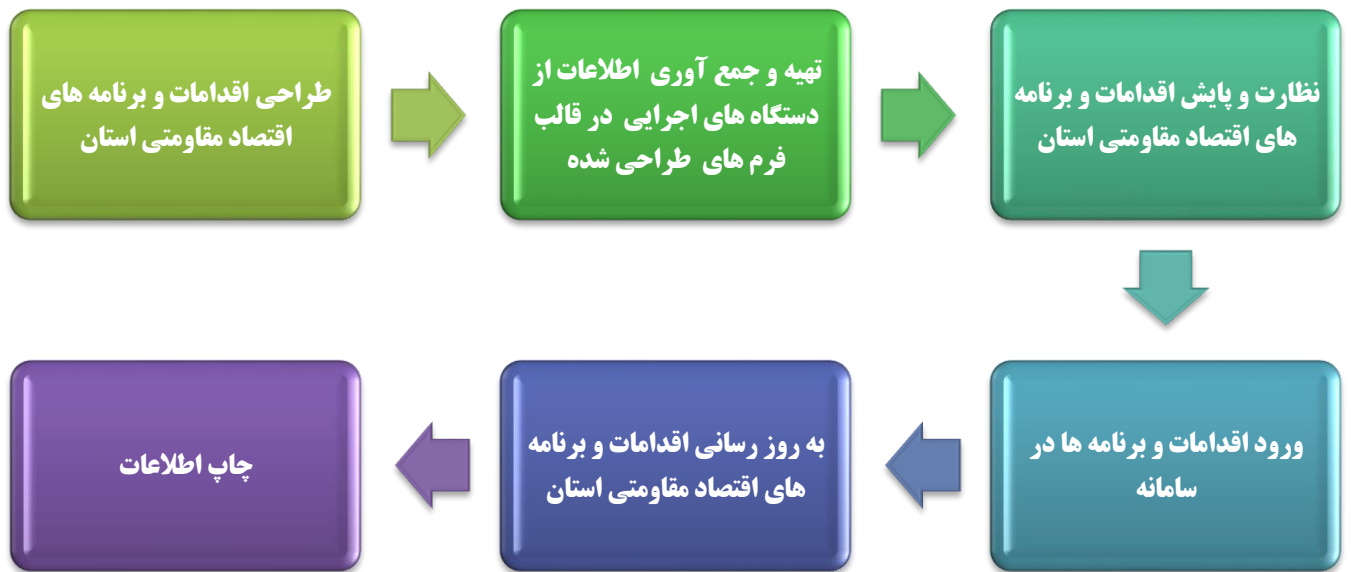 طراحی اقدامات و برنامه های
اقتصاد مقاومتی استان
تهیه و جمع آوری اطلاعات از
دستگاه های اجرایی در قالب
فرم های طراحی شده
نظارت و پایش اقدامات و برنامه
های اقتصاد مقاومتی استان
ورود اقدامات و برنامه ها در
سامانه
به روز رسانی اقدامات و برنامه
های اقتصاد مقاومتی استان
چاپ اطلاعات